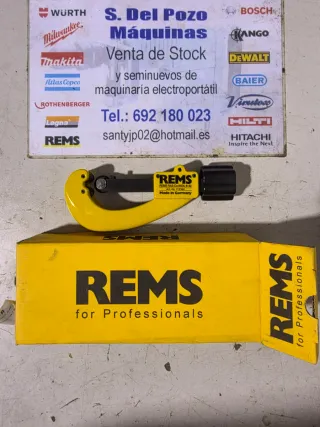 WÜRTH
Milwaukee
makita
Atlas Copco
ROTHENBERGER
REMS
S. Del Pozo
Máquinas
Venta de Stock
y seminuevos de
maquinaria electroportátil
Tel.: 692 180 023
santyjp02@hotmail.es
BOSCH
KANGO
DEWALT
BAIER
Virutex
HILTI
HITACHI
Inspire the Next
REMS
Made in Germany
REMS
for Professionals
REMS
for Professionals